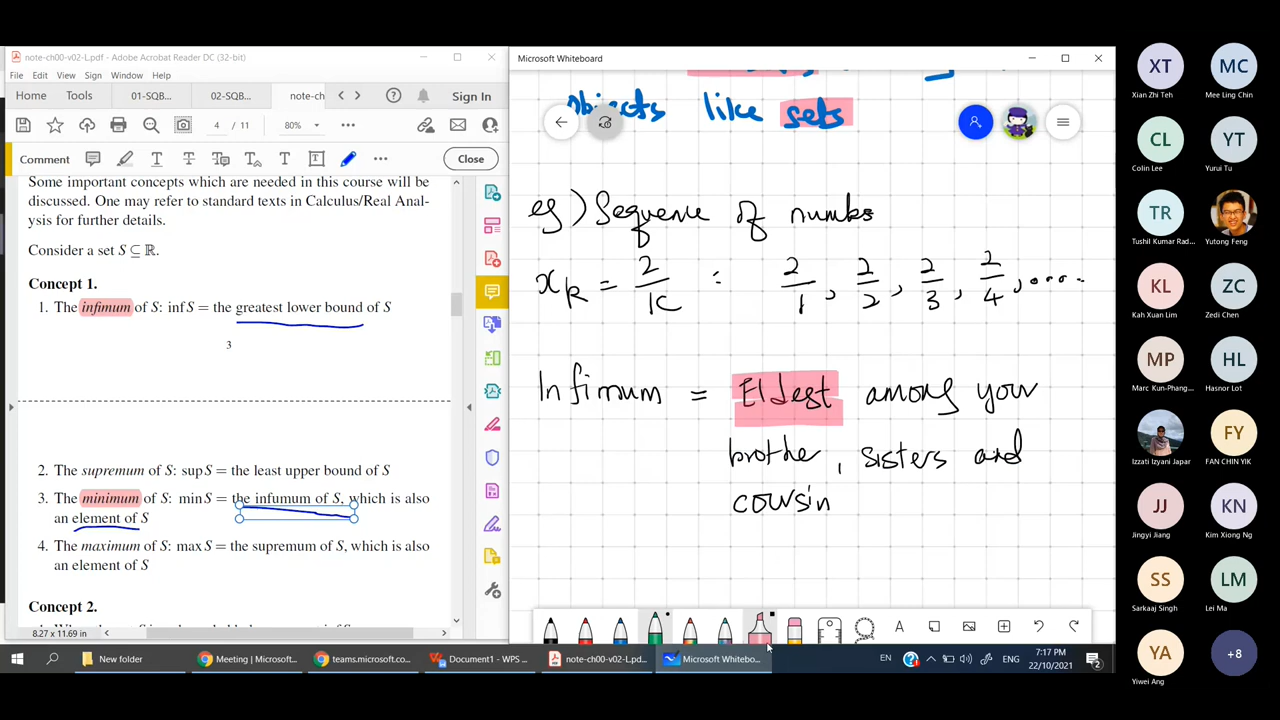 note-ch00-v02-L.pdf - Adobe Acrobat Reader DC (32-bit)
File Edit View Sign Window Help
Home Tools 01-SQB... 02-SQB... note-ch Sign In
4 / 11 80%
Comment Close
Some important concepts which are needed in this course will be
discussed. One may refer to standard texts in Calculus/Real Anal-
ysis for further details.
Consider a set S ⊆ ℝ.
Concept 1.
1. The infimum of S: inf S = the greatest lower bound of S
3
2. The supremum of S: sup S = the least upper bound of S
3. The minimum of S: min S = the infumum of S, which is also
an element of S
4. The maximum of S: max S = the supremum of S, which is also
an element of S
Concept 2.
8.27 x 11.69 in
Microsoft Whiteboard
objects like sets
eg) Sequence of numbs
x_k = 2/k : 2/1, 2/2, 2/3, 2/4, ....
Infimum = Eldest among your
brother, sisters and
cousin
XT
Xian Zhi Teh
MC
Mee Ling Chin
CL
Colin Lee
YT
Yurui Tu
TR
Tushil Kumar Rad...
Yutong Feng
KL
Kah Xuan Lim
ZC
Zedi Chen
MP
Marc Kun-Phang...
HL
Hasnor Lot
Izzati Izyani Japar
FY
FAN CHIN YIK
JJ
Jingyi Jiang
KN
Kim Xiong Ng
SS
Sarkaaj Singh
LM
Lei Ma
YA
Yiwei Ang
+8
New folder
Meeting | Microsoft...
teams.microsoft.co...
Document1 - WPS ...
note-ch00-v02-L.pd...
Microsoft Whitebo...
EN
ENG
7:17 PM
22/10/2021
2